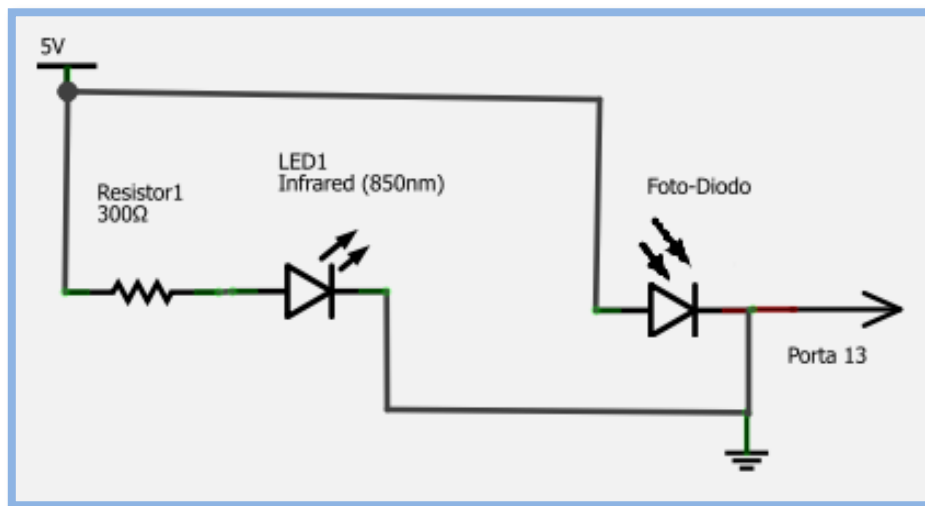 5V
LED1
Infrared (850nm)
Resistor1
300Ω
Foto-Diodo
Porta 13